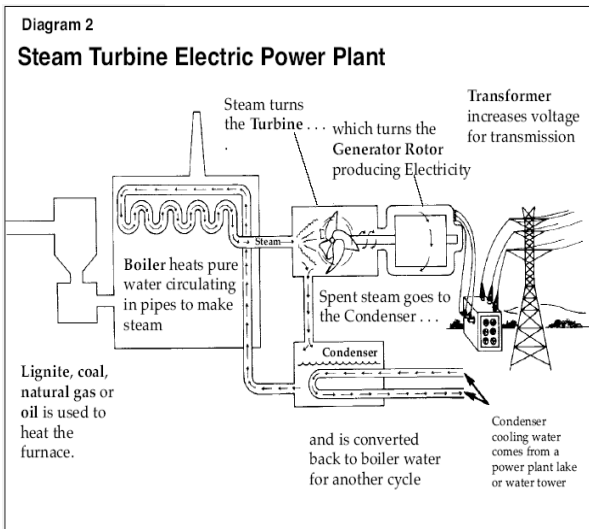 Diagram 2
Steam Turbine Electric Power Plant
Steam turns
the Turbine . . .
.
which turns the
Generator Rotor
producing Electricity
Transformer
increases voltage
for transmission
Steam
Boiler heats pure
water circulating
in pipes to make
steam
Spent steam goes to
the Condenser . . .
Condenser
Lignite, coal,
natural gas or
oil is used to
heat the
furnace.
and is converted
back to boiler water
for another cycle
Condenser
cooling water
comes from a
power plant lake
or water tower